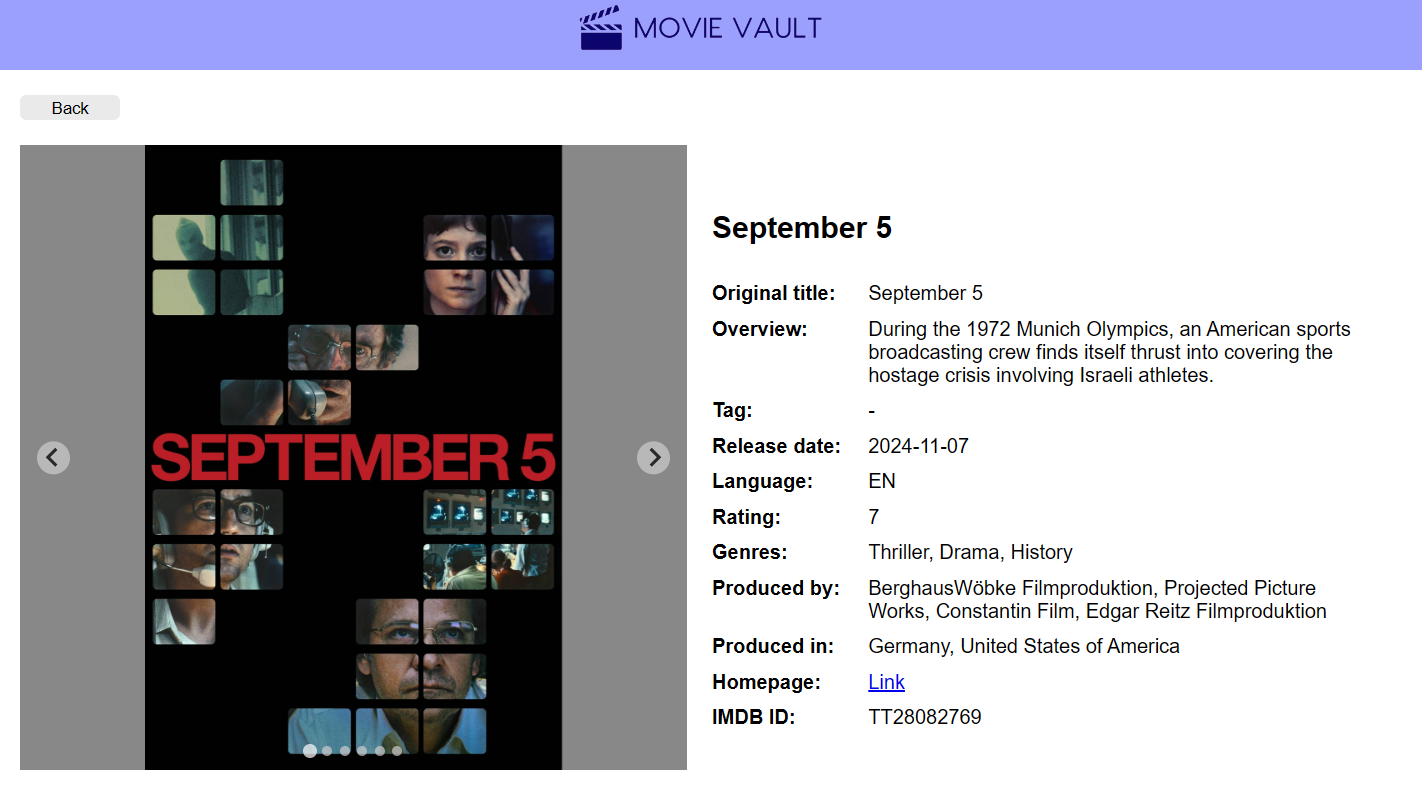 MOVIE VAULT
Back
SEPTEMBER 5
September 5
Original title: September 5
Overview: During the 1972 Munich Olympics, an American sports
broadcasting crew finds itself thrust into covering the
hostage crisis involving Israeli athletes.
Tag: -
Release date: 2024-11-07
Language: EN
Rating: 7
Genres: Thriller, Drama, History
Produced by: BerghausWöbke Filmproduktion, Projected Picture
Works, Constantin Film, Edgar Reitz Filmproduktion
Produced in: Germany, United States of America
Homepage: Link
IMDB ID: TT28082769